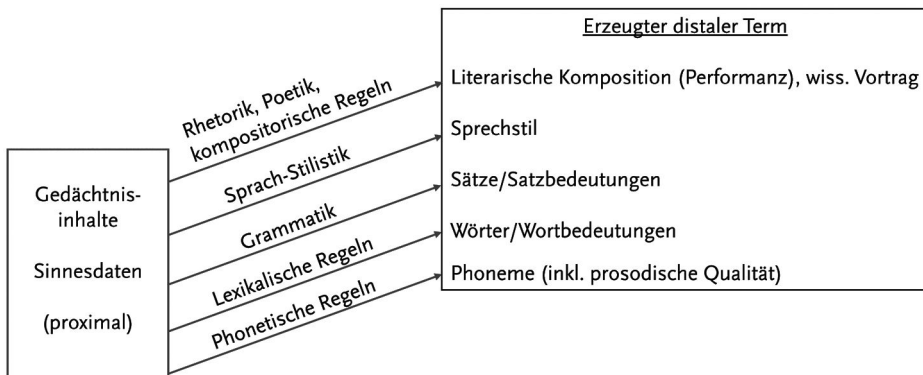 Erzeugter distaler Term
Literarische Komposition (Performanz), wiss. Vortrag
Rhetorik, Poetik,
kompositorische Regeln
Sprechstil
Sprach-Stilistik
Gedächtnis-
inhalte
Sinnesdaten
(proximal)
Sätze/Satzbedeutungen
Grammatik
Wörter/Wortbedeutungen
Lexikalische Regeln
Phoneme (inkl. prosodische Qualität)
Phonetische Regeln